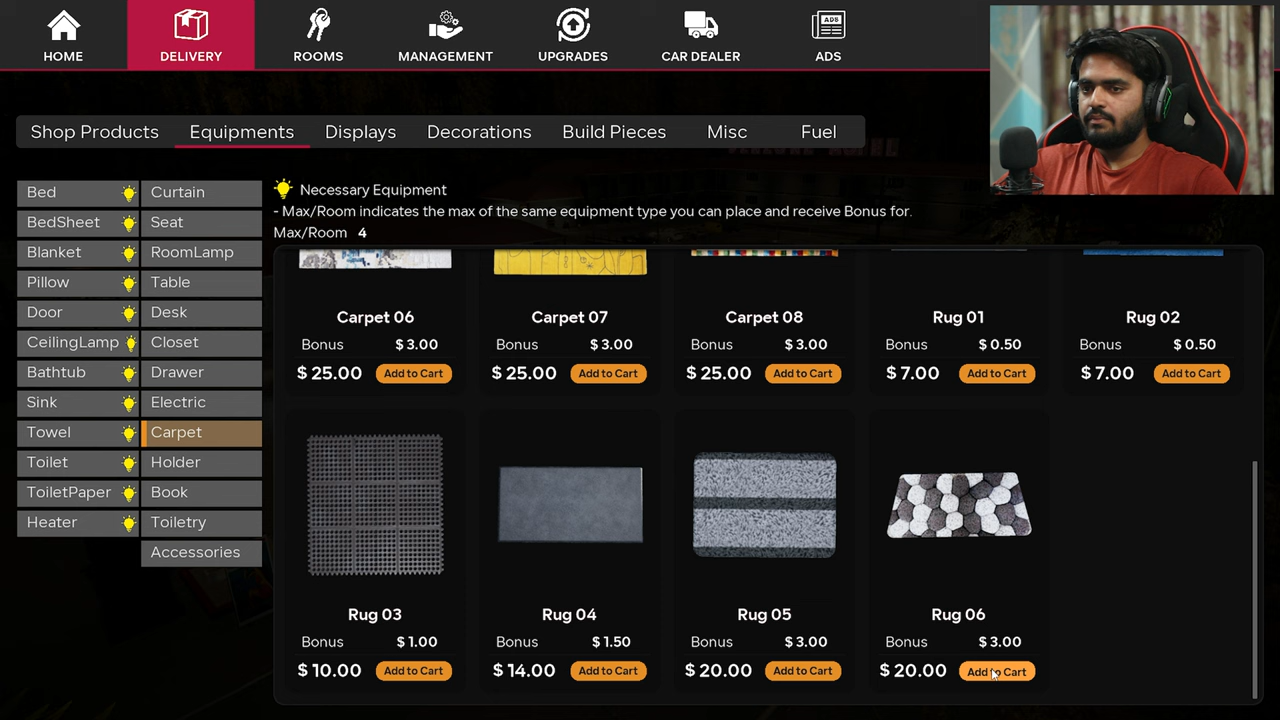 HOME
DELIVERY
ROOMS
MANAGEMENT
UPGRADES
CAR DEALER
ADS
ADS
Shop Products
Equipments
Displays
Decorations
Build Pieces
Misc
Fuel
Bed
BedSheet
Blanket
Pillow
Door
CeilingLamp
Bathtub
Sink
Towel
Toilet
ToiletPaper
Heater
Curtain
Seat
RoomLamp
Table
Desk
Closet
Drawer
Electric
Carpet
Holder
Book
Toiletry
Accessories
Necessary Equipment
- Max/Room indicates the max of the same equipment type you can place and receive Bonus for.
Max/Room 4
Carpet 06
Bonus $ 3.00
$ 25.00 Add to Cart
Carpet 07
Bonus $ 3.00
$ 25.00 Add to Cart
Carpet 08
Bonus $ 3.00
$ 25.00 Add to Cart
Rug 01
Bonus $ 0.50
$ 7.00 Add to Cart
Rug 02
Bonus $ 0.50
$ 7.00 Add to Cart
Rug 03
Bonus $ 1.00
$ 10.00 Add to Cart
Rug 04
Bonus $ 1.50
$ 14.00 Add to Cart
Rug 05
Bonus $ 3.00
$ 20.00 Add to Cart
Rug 06
Bonus $ 3.00
$ 20.00 Add to Cart